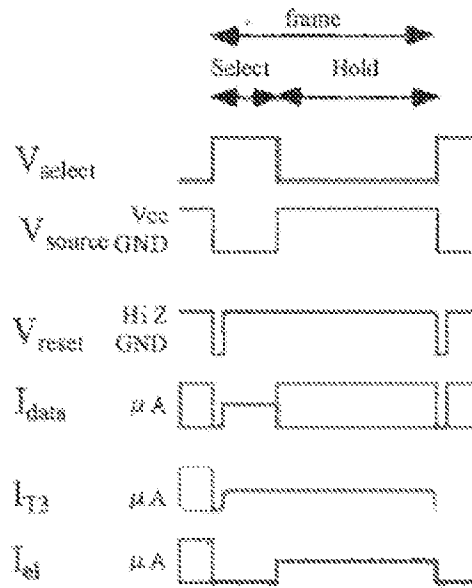 frame
Select Hold
Vselect
Vsource Vcc
GND
Vreset Hi Z
GND
Idata μA
IT3 μA
Iel μA